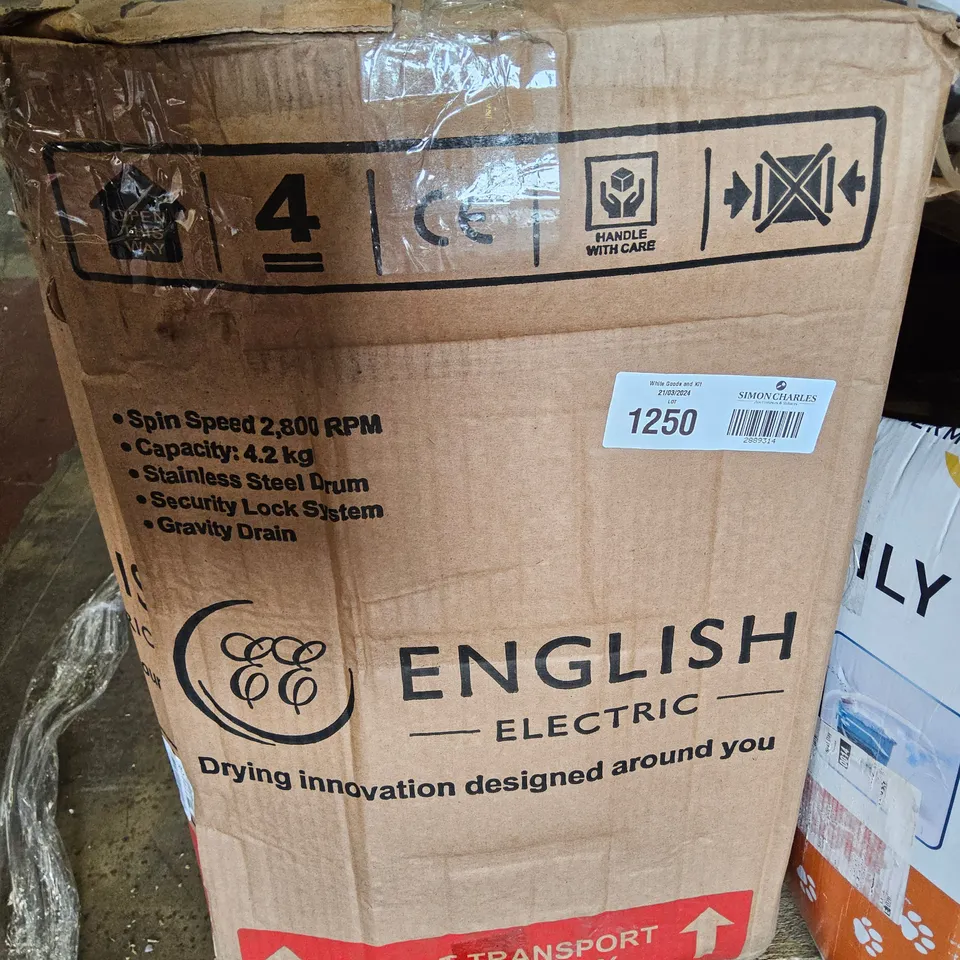 OPEN
THIS
WAY
4
CE
HANDLE
WITH CARE
White Goods and Kit
21/03/2024
LOT
1250
SIMON CHARLES
2889314
• Spin Speed 2,800 RPM
• Capacity: 4.2 kg
• Stainless Steel Drum
• Security Lock System
• Gravity Drain
EE
ENGLISH
ELECTRIC
Drying innovation designed around you
TRANSPORT
NLY